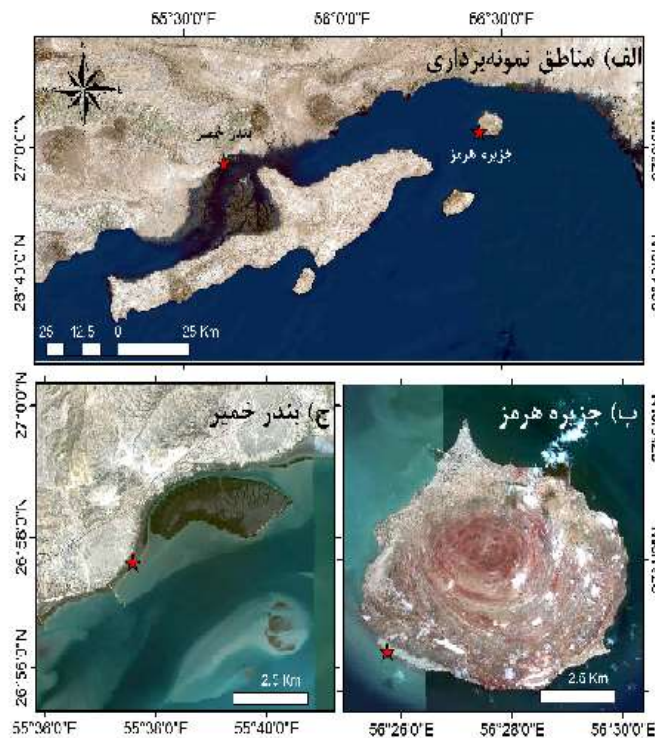 55°30'0"E 56°0'0"E 56°30'0"E
الف) مناطق نمونه‌برداری
بندر خمیر
جزیره هرمز
27°0'0"N
26°40'0"N
25 12.5 0 25 Km
ج) بندر خمیر
ب) جزیره هرمز
27°0'0"N
26°58'0"N
26°56'0"N
2.5 Km
2.5 Km
55°36'0"E 55°38'0"E 55°40'0"E
56°26'0"E 56°28'0"E 56°30'0"E